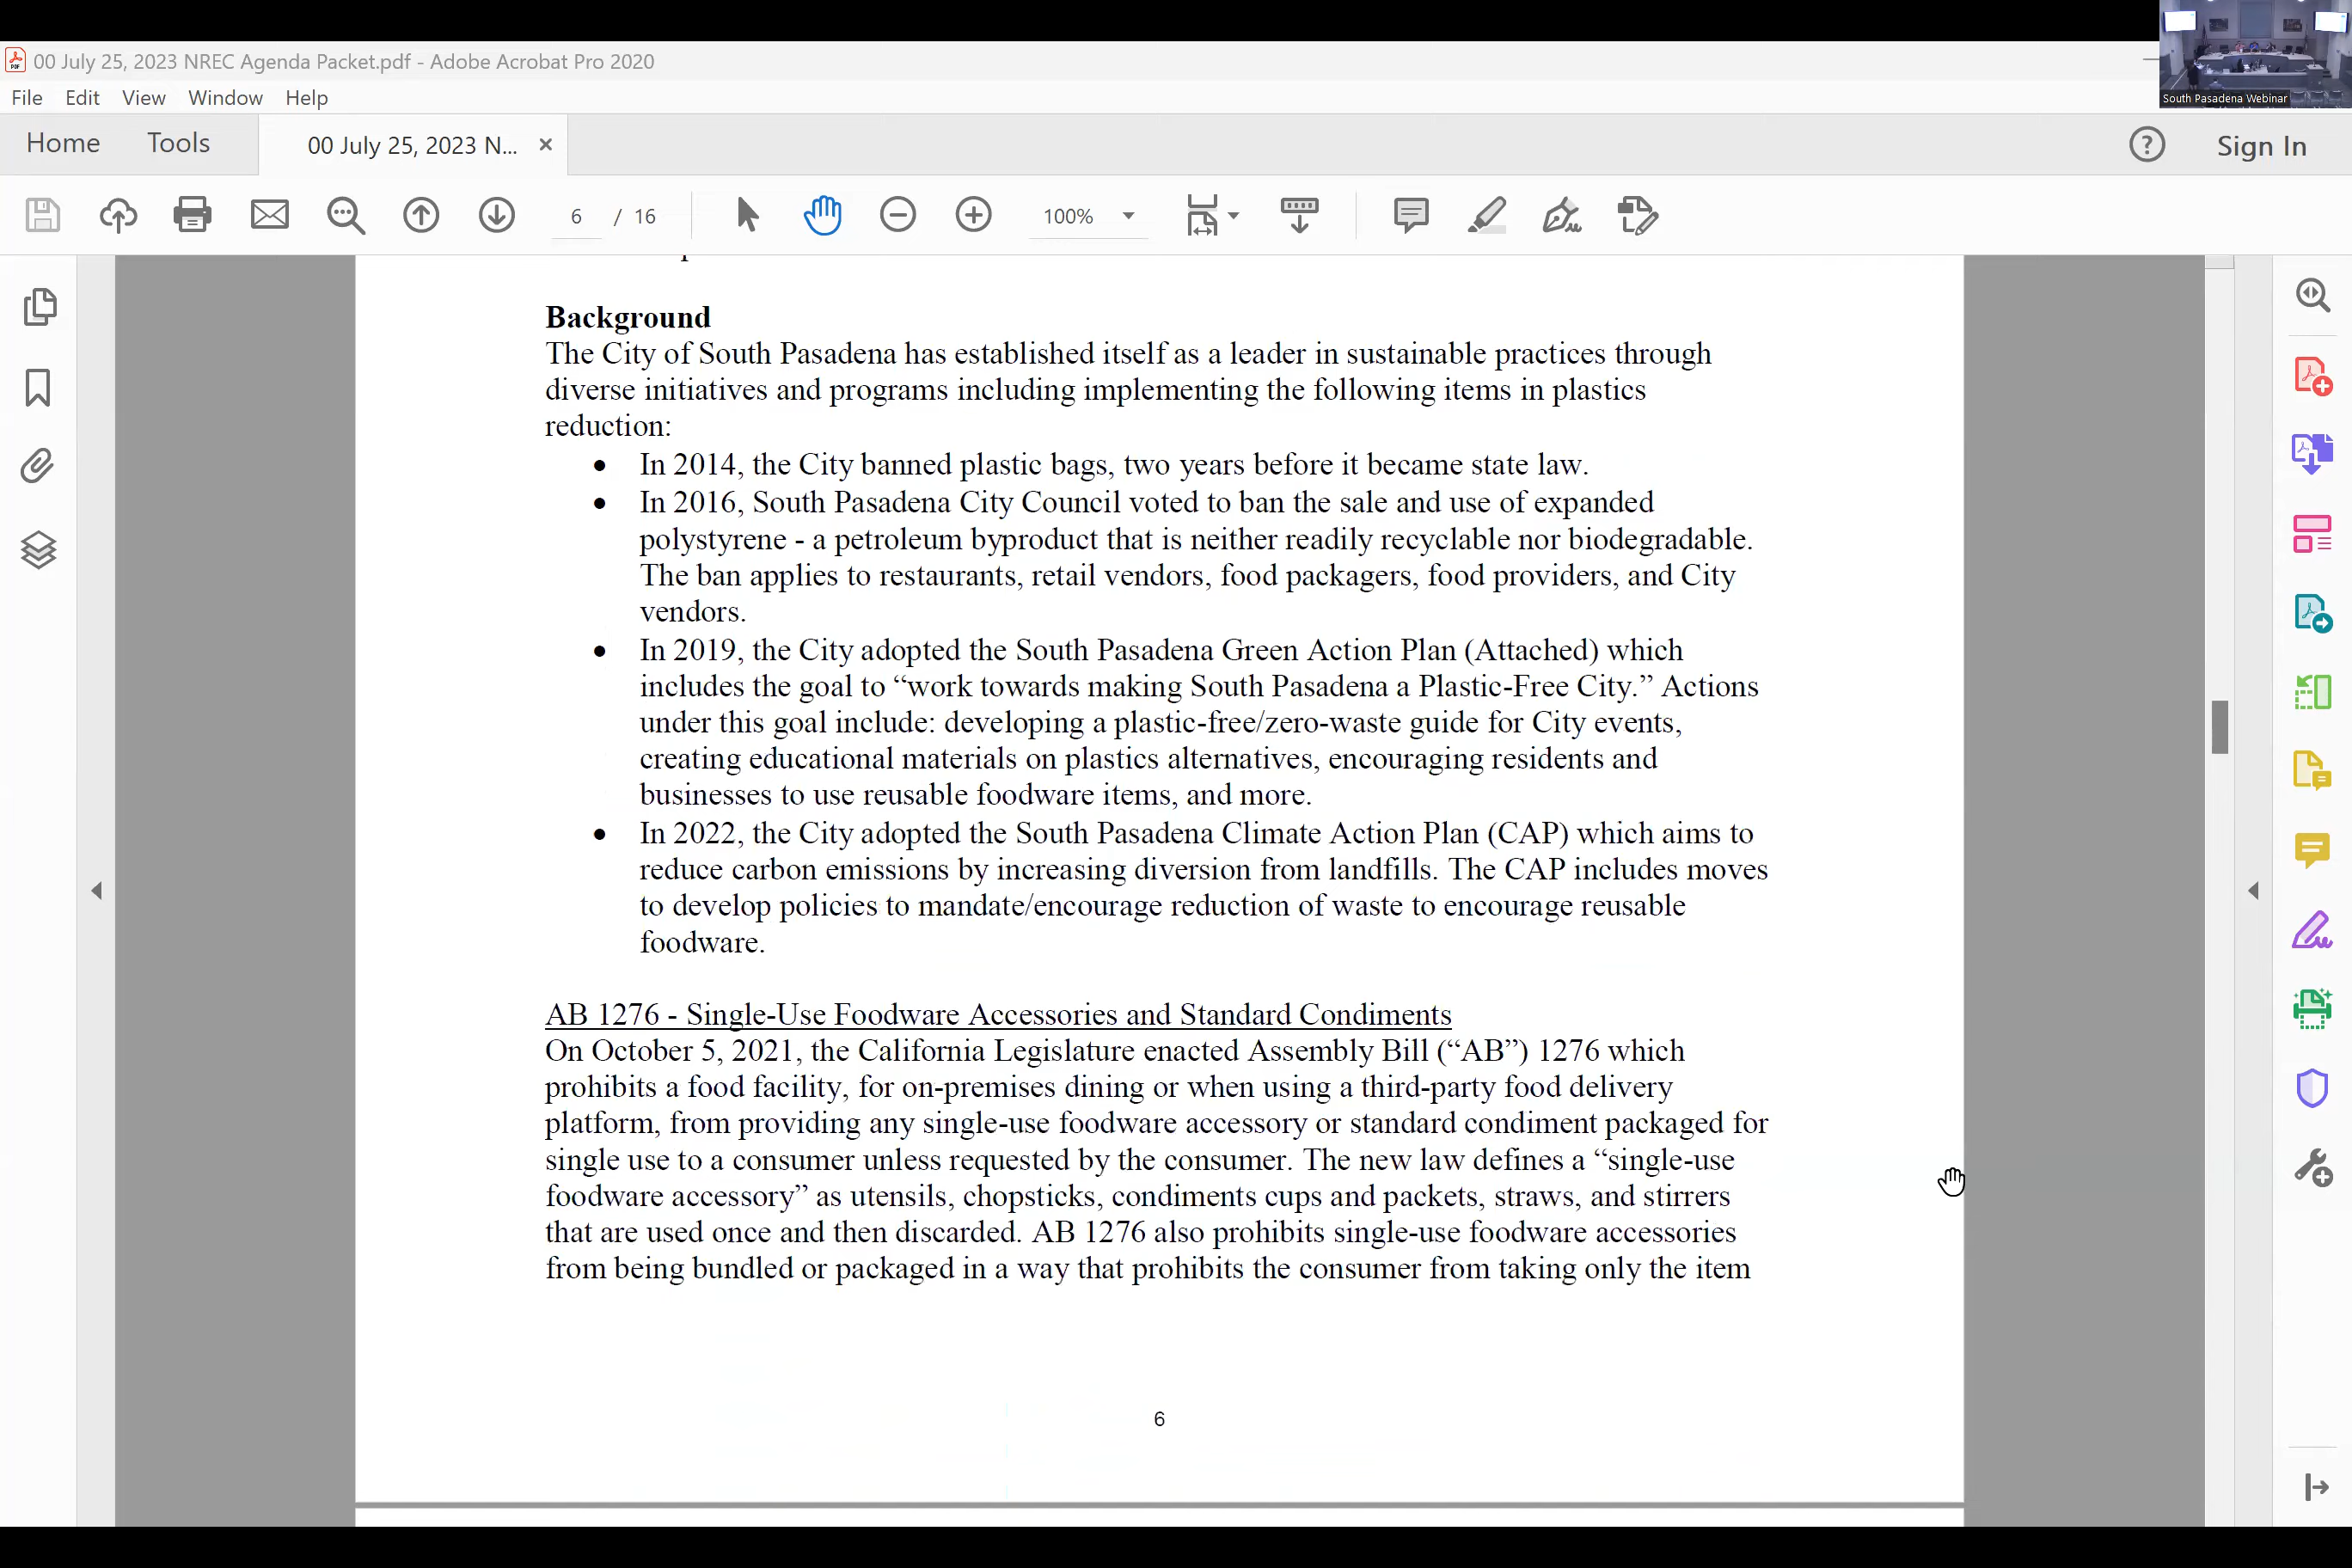 00 July 25, 2023 NREC Agenda Packet.pdf - Adobe Acrobat Pro 2020
File Edit View Window Help
South Pasadena Webinar
Home Tools 00 July 25, 2023 N... Sign In
6 / 16 100%
Background
The City of South Pasadena has established itself as a leader in sustainable practices through
diverse initiatives and programs including implementing the following items in plastics
reduction:
• In 2014, the City banned plastic bags, two years before it became state law.
• In 2016, South Pasadena City Council voted to ban the sale and use of expanded
polystyrene - a petroleum byproduct that is neither readily recyclable nor biodegradable.
The ban applies to restaurants, retail vendors, food packagers, food providers, and City
vendors.
• In 2019, the City adopted the South Pasadena Green Action Plan (Attached) which
includes the goal to “work towards making South Pasadena a Plastic-Free City.” Actions
under this goal include: developing a plastic-free/zero-waste guide for City events,
creating educational materials on plastics alternatives, encouraging residents and
businesses to use reusable foodware items, and more.
• In 2022, the City adopted the South Pasadena Climate Action Plan (CAP) which aims to
reduce carbon emissions by increasing diversion from landfills. The CAP includes moves
to develop policies to mandate/encourage reduction of waste to encourage reusable
foodware.
AB 1276 - Single-Use Foodware Accessories and Standard Condiments
On October 5, 2021, the California Legislature enacted Assembly Bill (“AB”) 1276 which
prohibits a food facility, for on-premises dining or when using a third-party food delivery
platform, from providing any single-use foodware accessory or standard condiment packaged for
single use to a consumer unless requested by the consumer. The new law defines a “single-use
foodware accessory” as utensils, chopsticks, condiments cups and packets, straws, and stirrers
that are used once and then discarded. AB 1276 also prohibits single-use foodware accessories
from being bundled or packaged in a way that prohibits the consumer from taking only the item
6